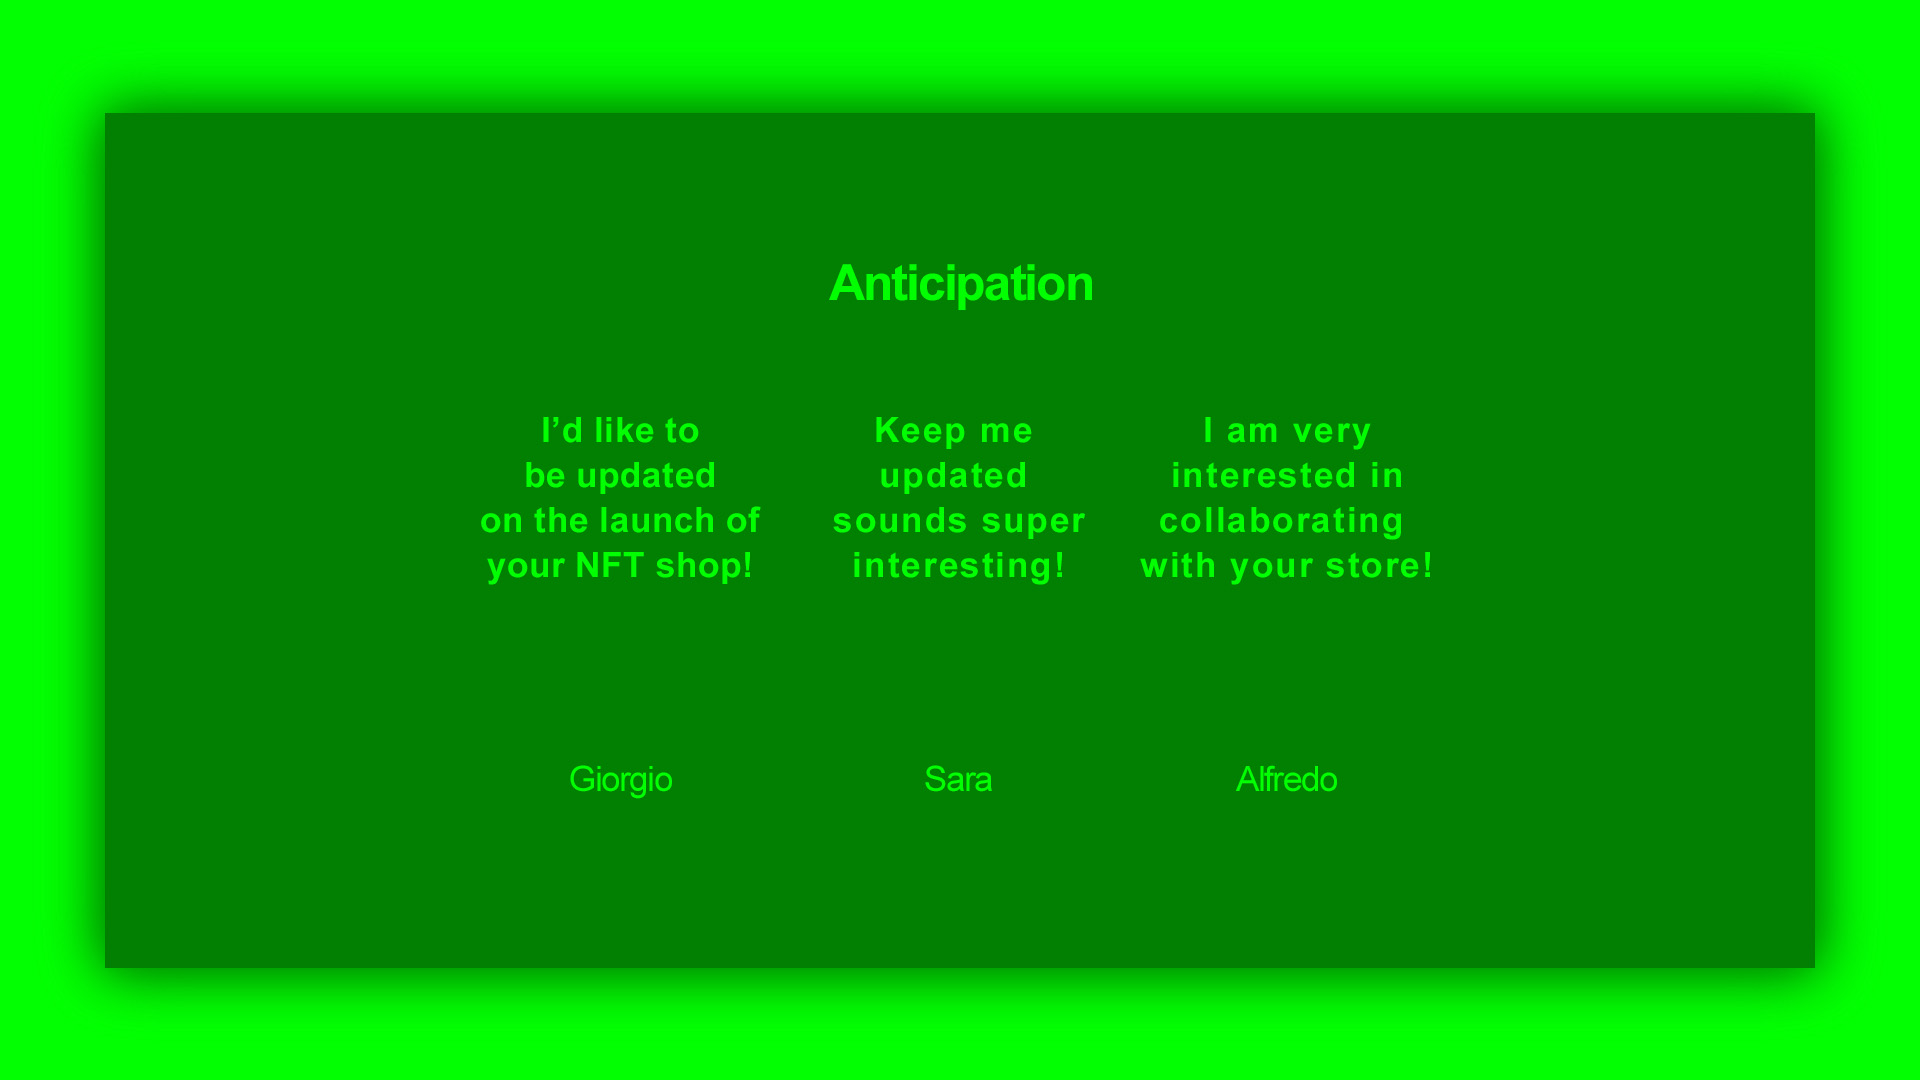 Anticipation
I’d like to
be updated
on the launch of
your NFT shop!
Keep me
updated
sounds super
interesting!
I am very
interested in
collaborating
with your store!
Giorgio
Sara
Alfredo